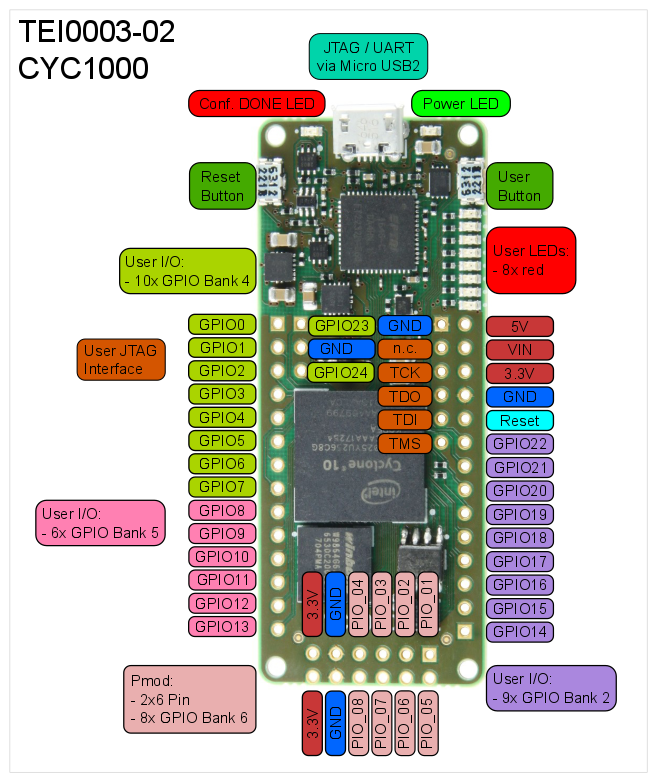 TEI0003-02
CYC1000
JTAG / UART
via Micro USB2
Conf. DONE LED
Power LED
Reset
Button
User
Button
User LEDs:
- 8x red
User I/O:
- 10x GPIO Bank 4
User JTAG
Interface
GPIO0
GPIO1
GPIO2
GPIO3
GPIO4
GPIO5
GPIO6
GPIO7
GPIO8
GPIO9
GPIO10
GPIO11
GPIO12
GPIO13
GPIO23
GND
GPIO24
GND
n.c.
TCK
TDO
TDI
TMS
5V
VIN
3.3V
GND
Reset
GPIO22
GPIO21
GPIO20
GPIO19
GPIO18
GPIO17
GPIO16
GPIO15
GPIO14
User I/O:
- 6x GPIO Bank 5
Cyclone 10
intel
3.3V
GND
PIO_04
PIO_03
PIO_02
PIO_01
Pmod:
- 2x6 Pin
- 8x GPIO Bank 6
User I/O:
- 9x GPIO Bank 2
3.3V
GND
PIO_08
PIO_07
PIO_06
PIO_05